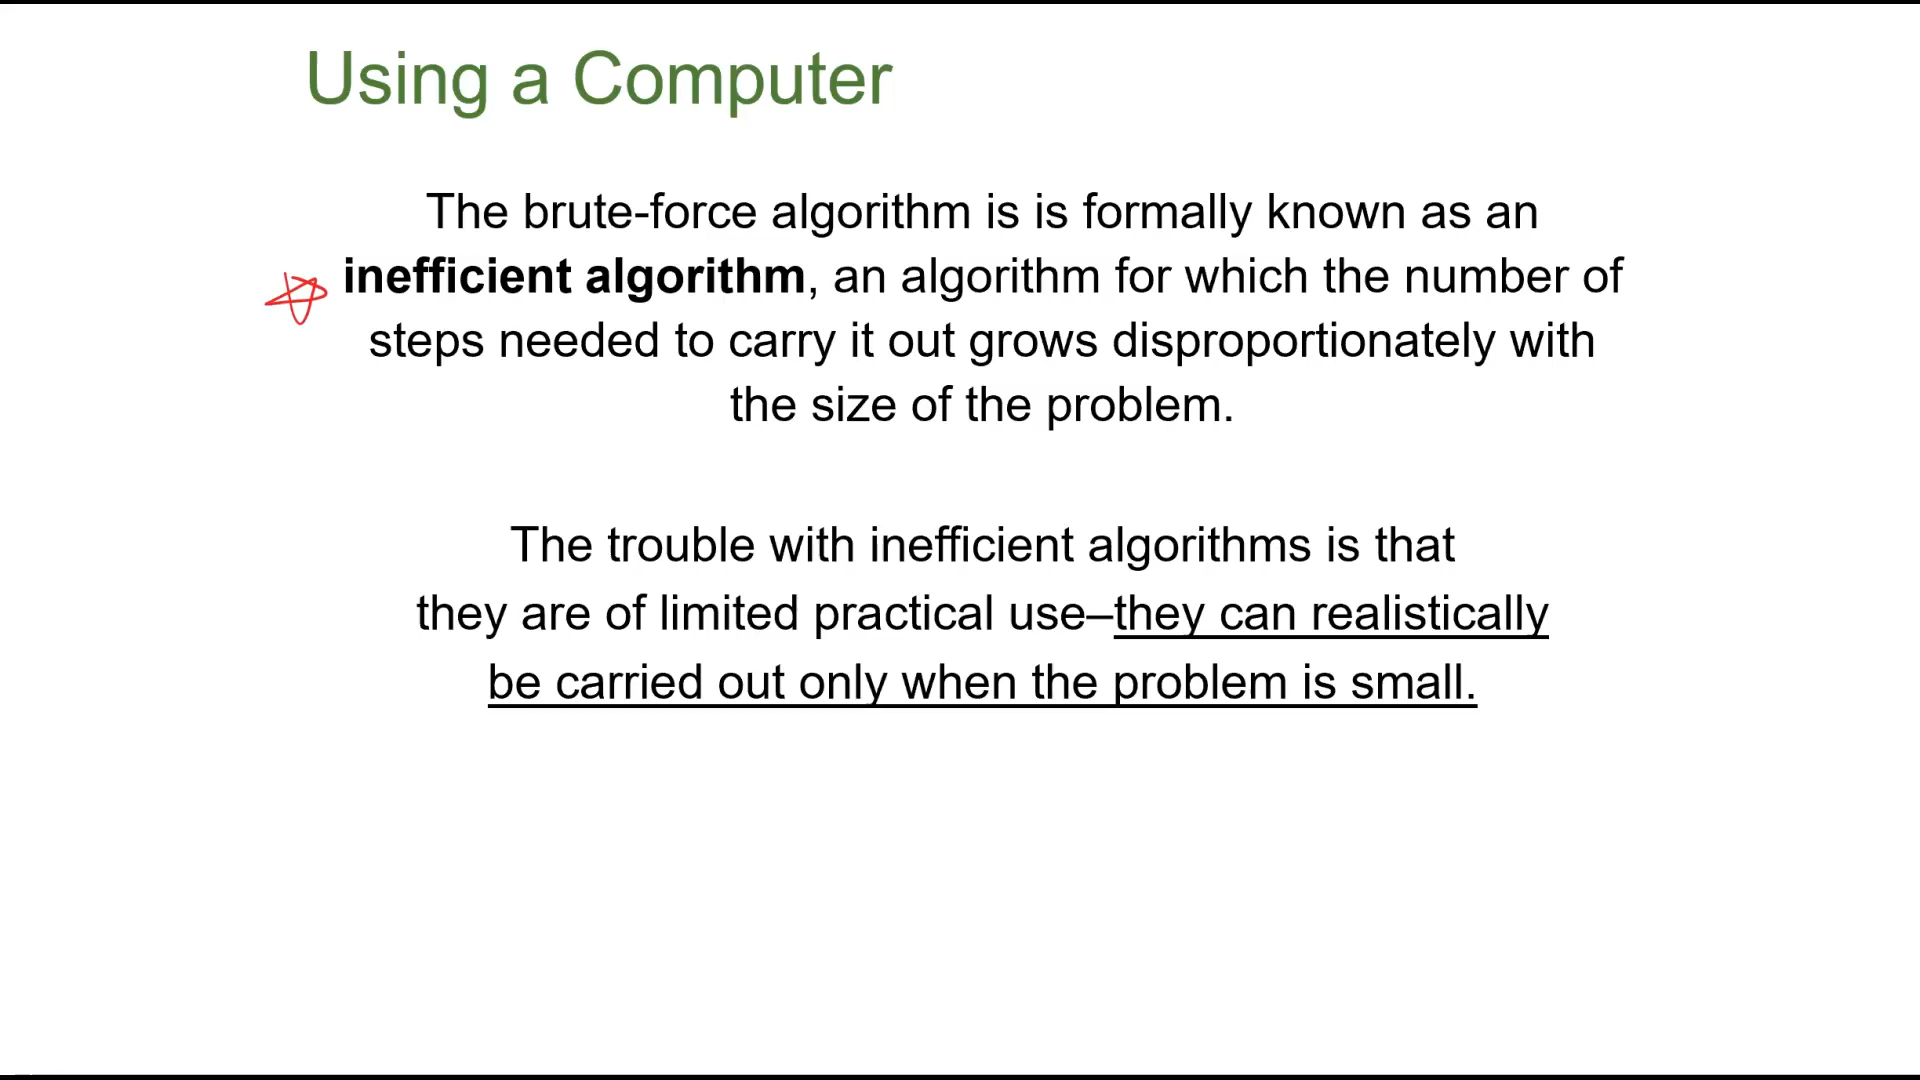 Using a Computer
The brute-force algorithm is is formally known as an
inefficient algorithm, an algorithm for which the number of
steps needed to carry it out grows disproportionately with
the size of the problem.
The trouble with inefficient algorithms is that
they are of limited practical use–they can realistically
be carried out only when the problem is small.